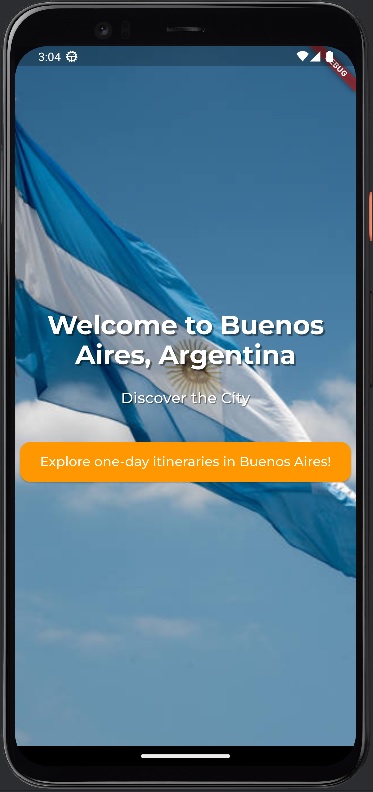 3:04
DEBUG
Welcome to Buenos
Aires, Argentina
Discover the City
Explore one-day itineraries in Buenos Aires!